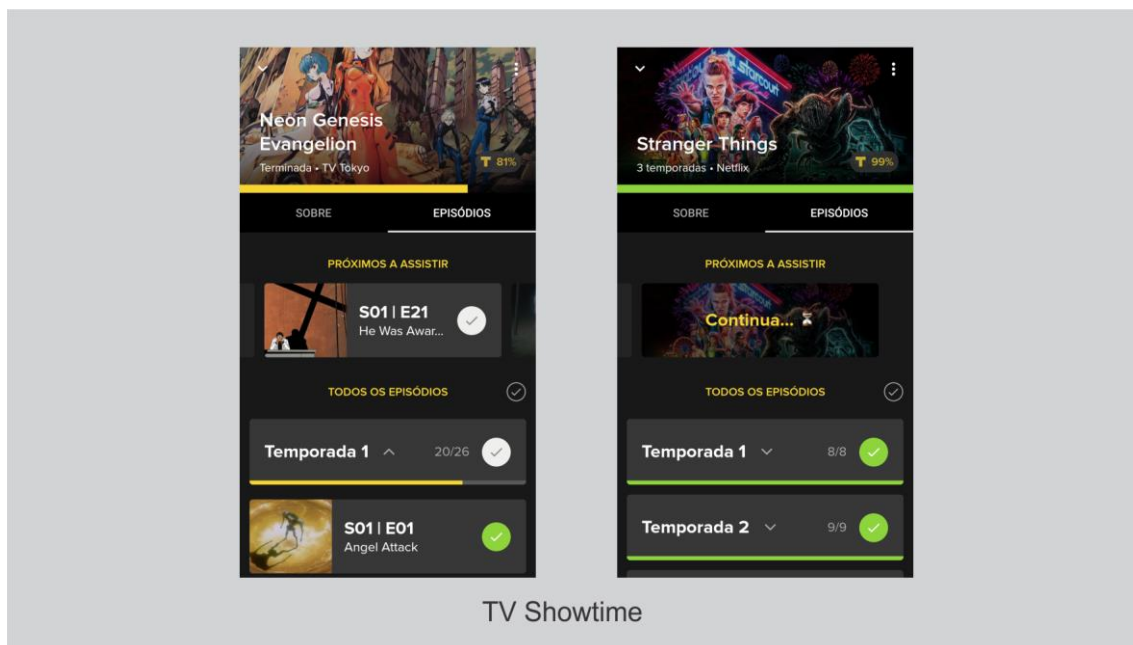 Neon Genesis
Evangelion
Terminada • TV Tokyo
T 81%
SOBRE
EPISÓDIOS
PRÓXIMOS A ASSISTIR
S01 | E21
He Was Awar...
TODOS OS EPISÓDIOS
Temporada 1
20/26
S01 | E01
Angel Attack
starcourt
Stranger Things
3 temporadas • Netflix
T 99%
SOBRE
EPISÓDIOS
PRÓXIMOS A ASSISTIR
Continua... ⏳
TODOS OS EPISÓDIOS
Temporada 1
8/8
Temporada 2
9/9
TV Showtime